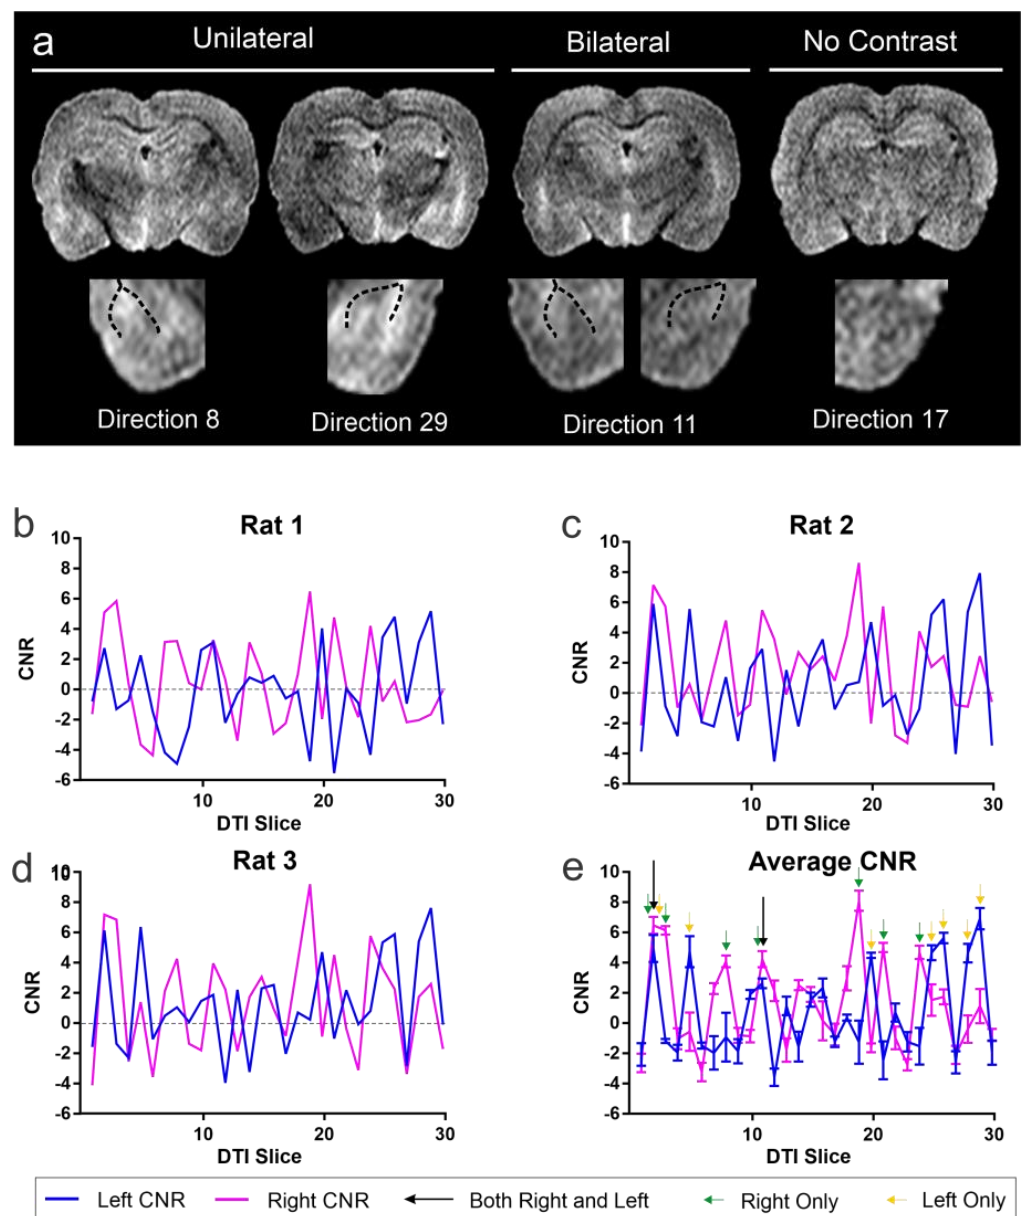 a
Unilateral
Bilateral
No Contrast
Direction 8
Direction 29
Direction 11
Direction 17
b
Rat 1
10
8
6
4
2
0
-2
-4
-6
CNR
10
20
30
DTI Slice
c
Rat 2
10
8
6
4
2
0
-2
-4
-6
CNR
10
20
30
DTI Slice
d
Rat 3
10
8
6
4
2
0
-2
-4
-6
CNR
10
20
30
DTI Slice
e
Average CNR
10
8
6
4
2
0
-2
-4
-6
CNR
10
20
30
DTI Slice
Left CNR
Right CNR
Both Right and Left
Right Only
Left Only